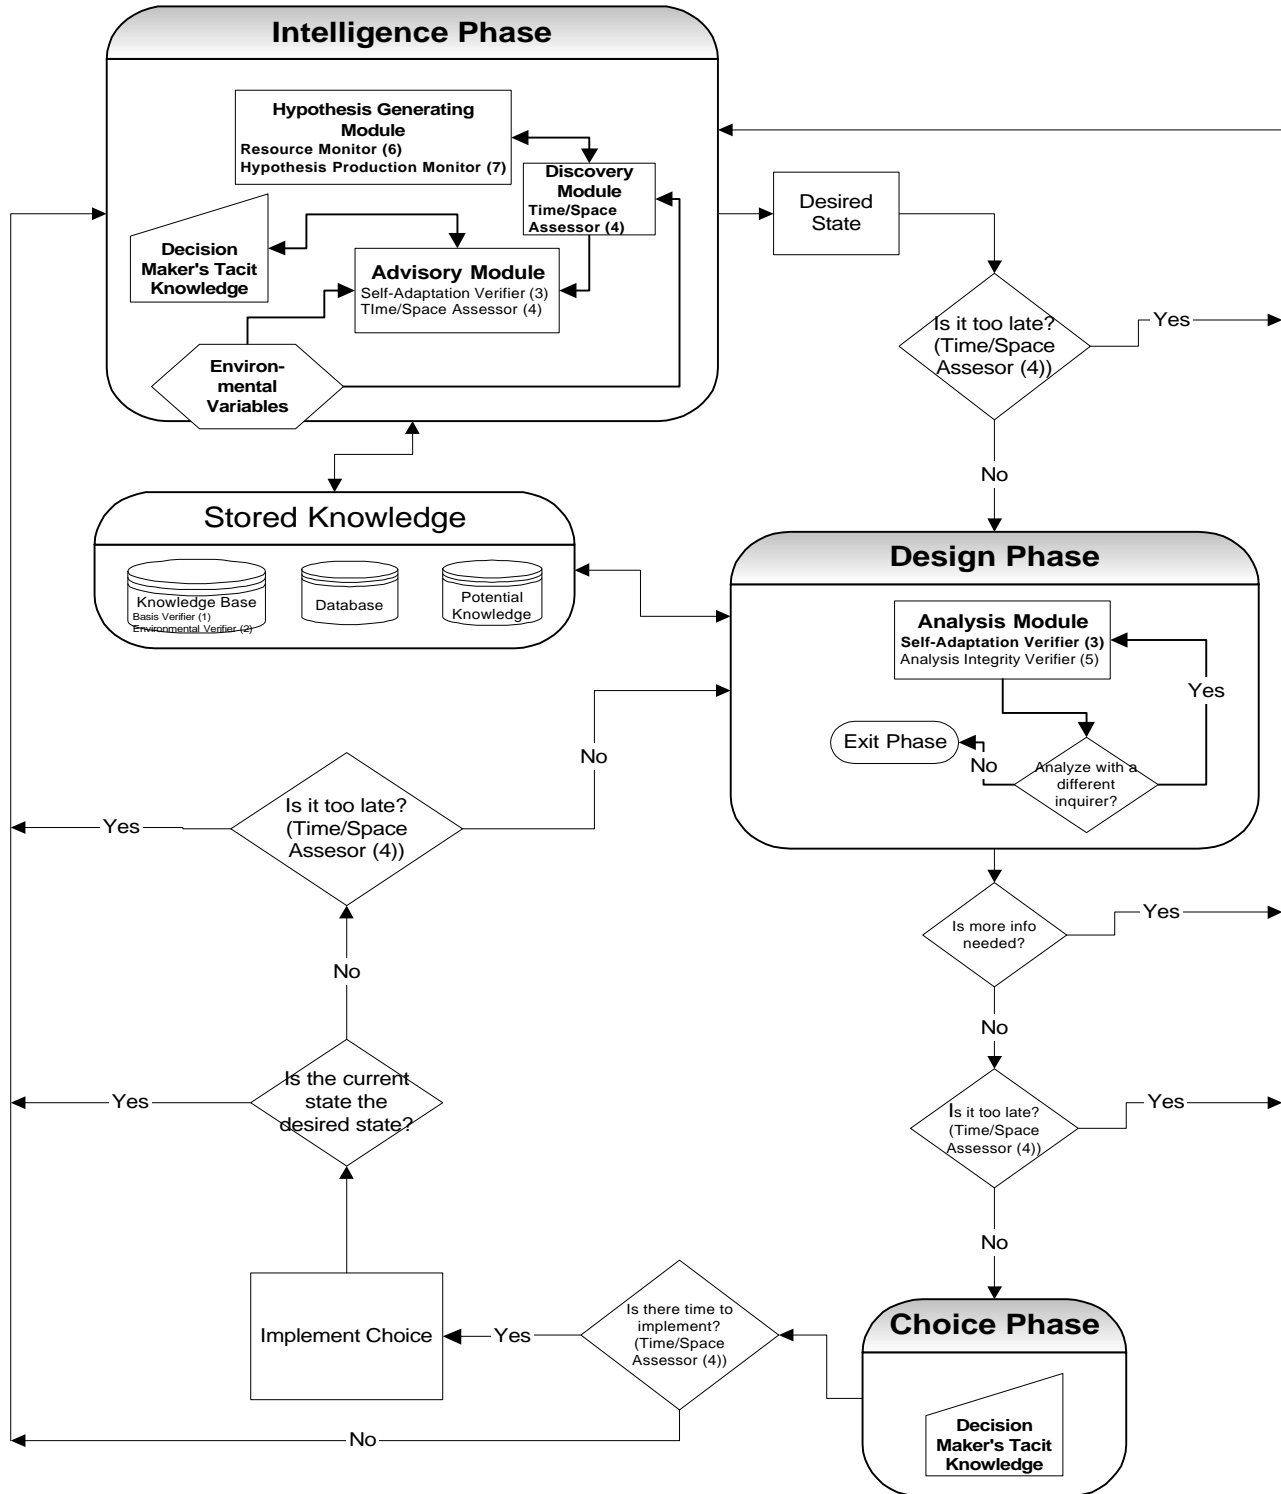 Intelligence Phase
Hypothesis Generating
Module
Resource Monitor (6)
Hypothesis Production Monitor (7)
Discovery
Module
Time/Space
Assessor (4)
Decision
Maker's Tacit
Knowledge
Advisory Module
Self-Adaptation Verifier (3)
TIme/Space Assessor (4)
Environ-
mental
Variables
Desired
State
Is it too late?
(Time/Space
Assesor (4))
Yes
No
Stored Knowledge
Knowledge Base
Basis Verifier (1)
Environmental Verifier (2)
Database
Potential
Knowledge
Design Phase
Analysis Module
Self-Adaptation Verifier (3)
Analysis Integrity Verifier (5)
Yes
Exit Phase
No
Analyze with a
different
inquirer?
No
Is it too late?
(Time/Space
Assesor (4))
Yes
Is more info
needed?
Yes
No
No
Is the current
state the
desired state?
Yes
Is it too late?
(Time/Space
Assessor (4))
Yes
No
Implement Choice
Yes
Is there time to
implement?
(Time/Space
Assessor (4))
No
Choice Phase
Decision
Maker's Tacit
Knowledge